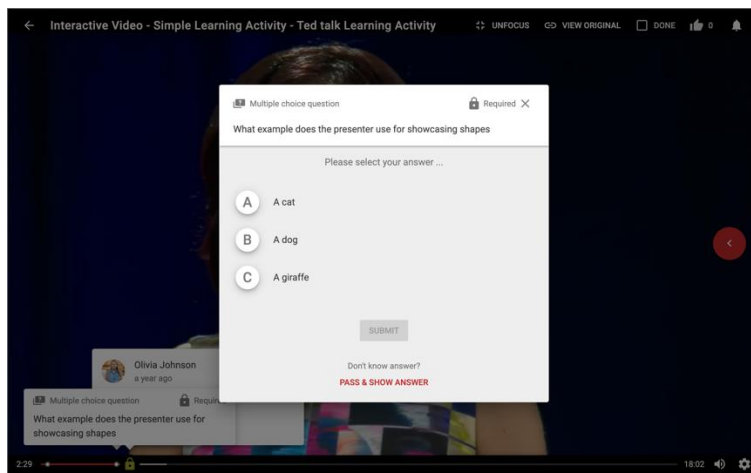 Interactive Video - Simple Learning Activity - Ted talk Learning Activity
UNFOCUS
VIEW ORIGINAL
DONE
0
Multiple choice question
Required
What example does the presenter use for showcasing shapes
Please select your answer ...
A A cat
B A dog
C A giraffe
SUBMIT
Don't know answer?
PASS & SHOW ANSWER
Olivia Johnson
a year ago
Multiple choice question
What example does the presenter use for
showcasing shapes
2:29
18:02